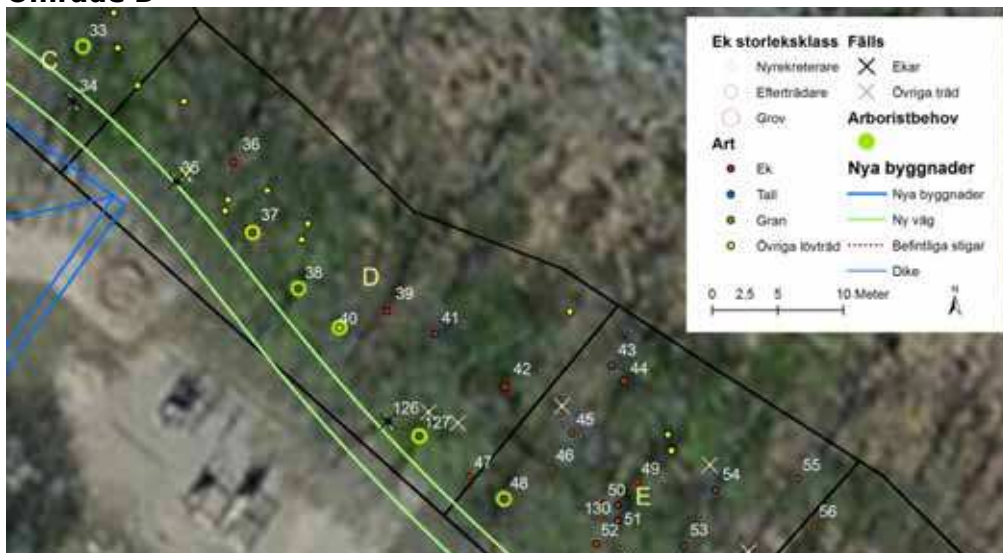 Område D
33
C
34
35
36
37
38
D
39
40
41
42
43
44
126
127
45
46
47
48
49
50
E
130
51
52
53
54
55
56
Ek storleksklass
Nyrekreterare
Efterträdare
Grov
Art
Ek
Tall
Gran
Övriga lövträd
0 2,5 5 10 Meter
Fälls
Ekar
Övriga träd
Arboristbehov
Nya byggnader
Nya byggnader
Ny väg
Befintliga stigar
Dike
N